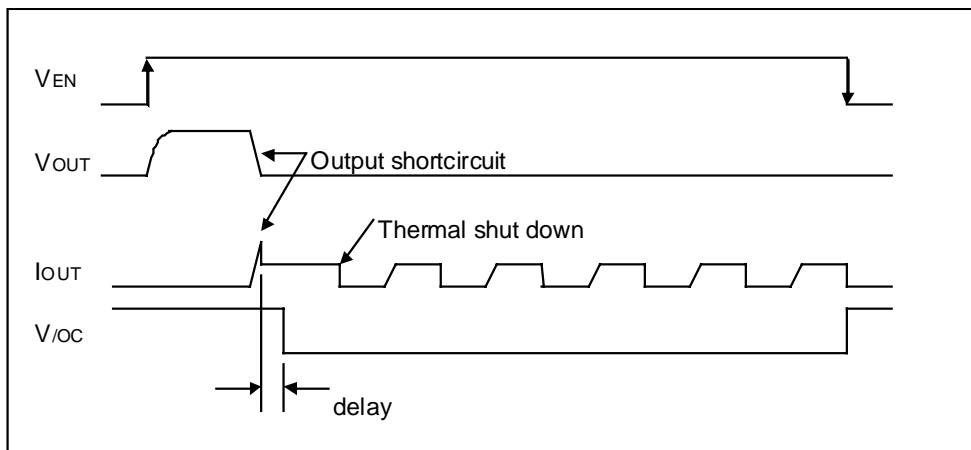 VEN
VOUT
Output shortcircuit
Thermal shut down
IOUT
V/OC
delay